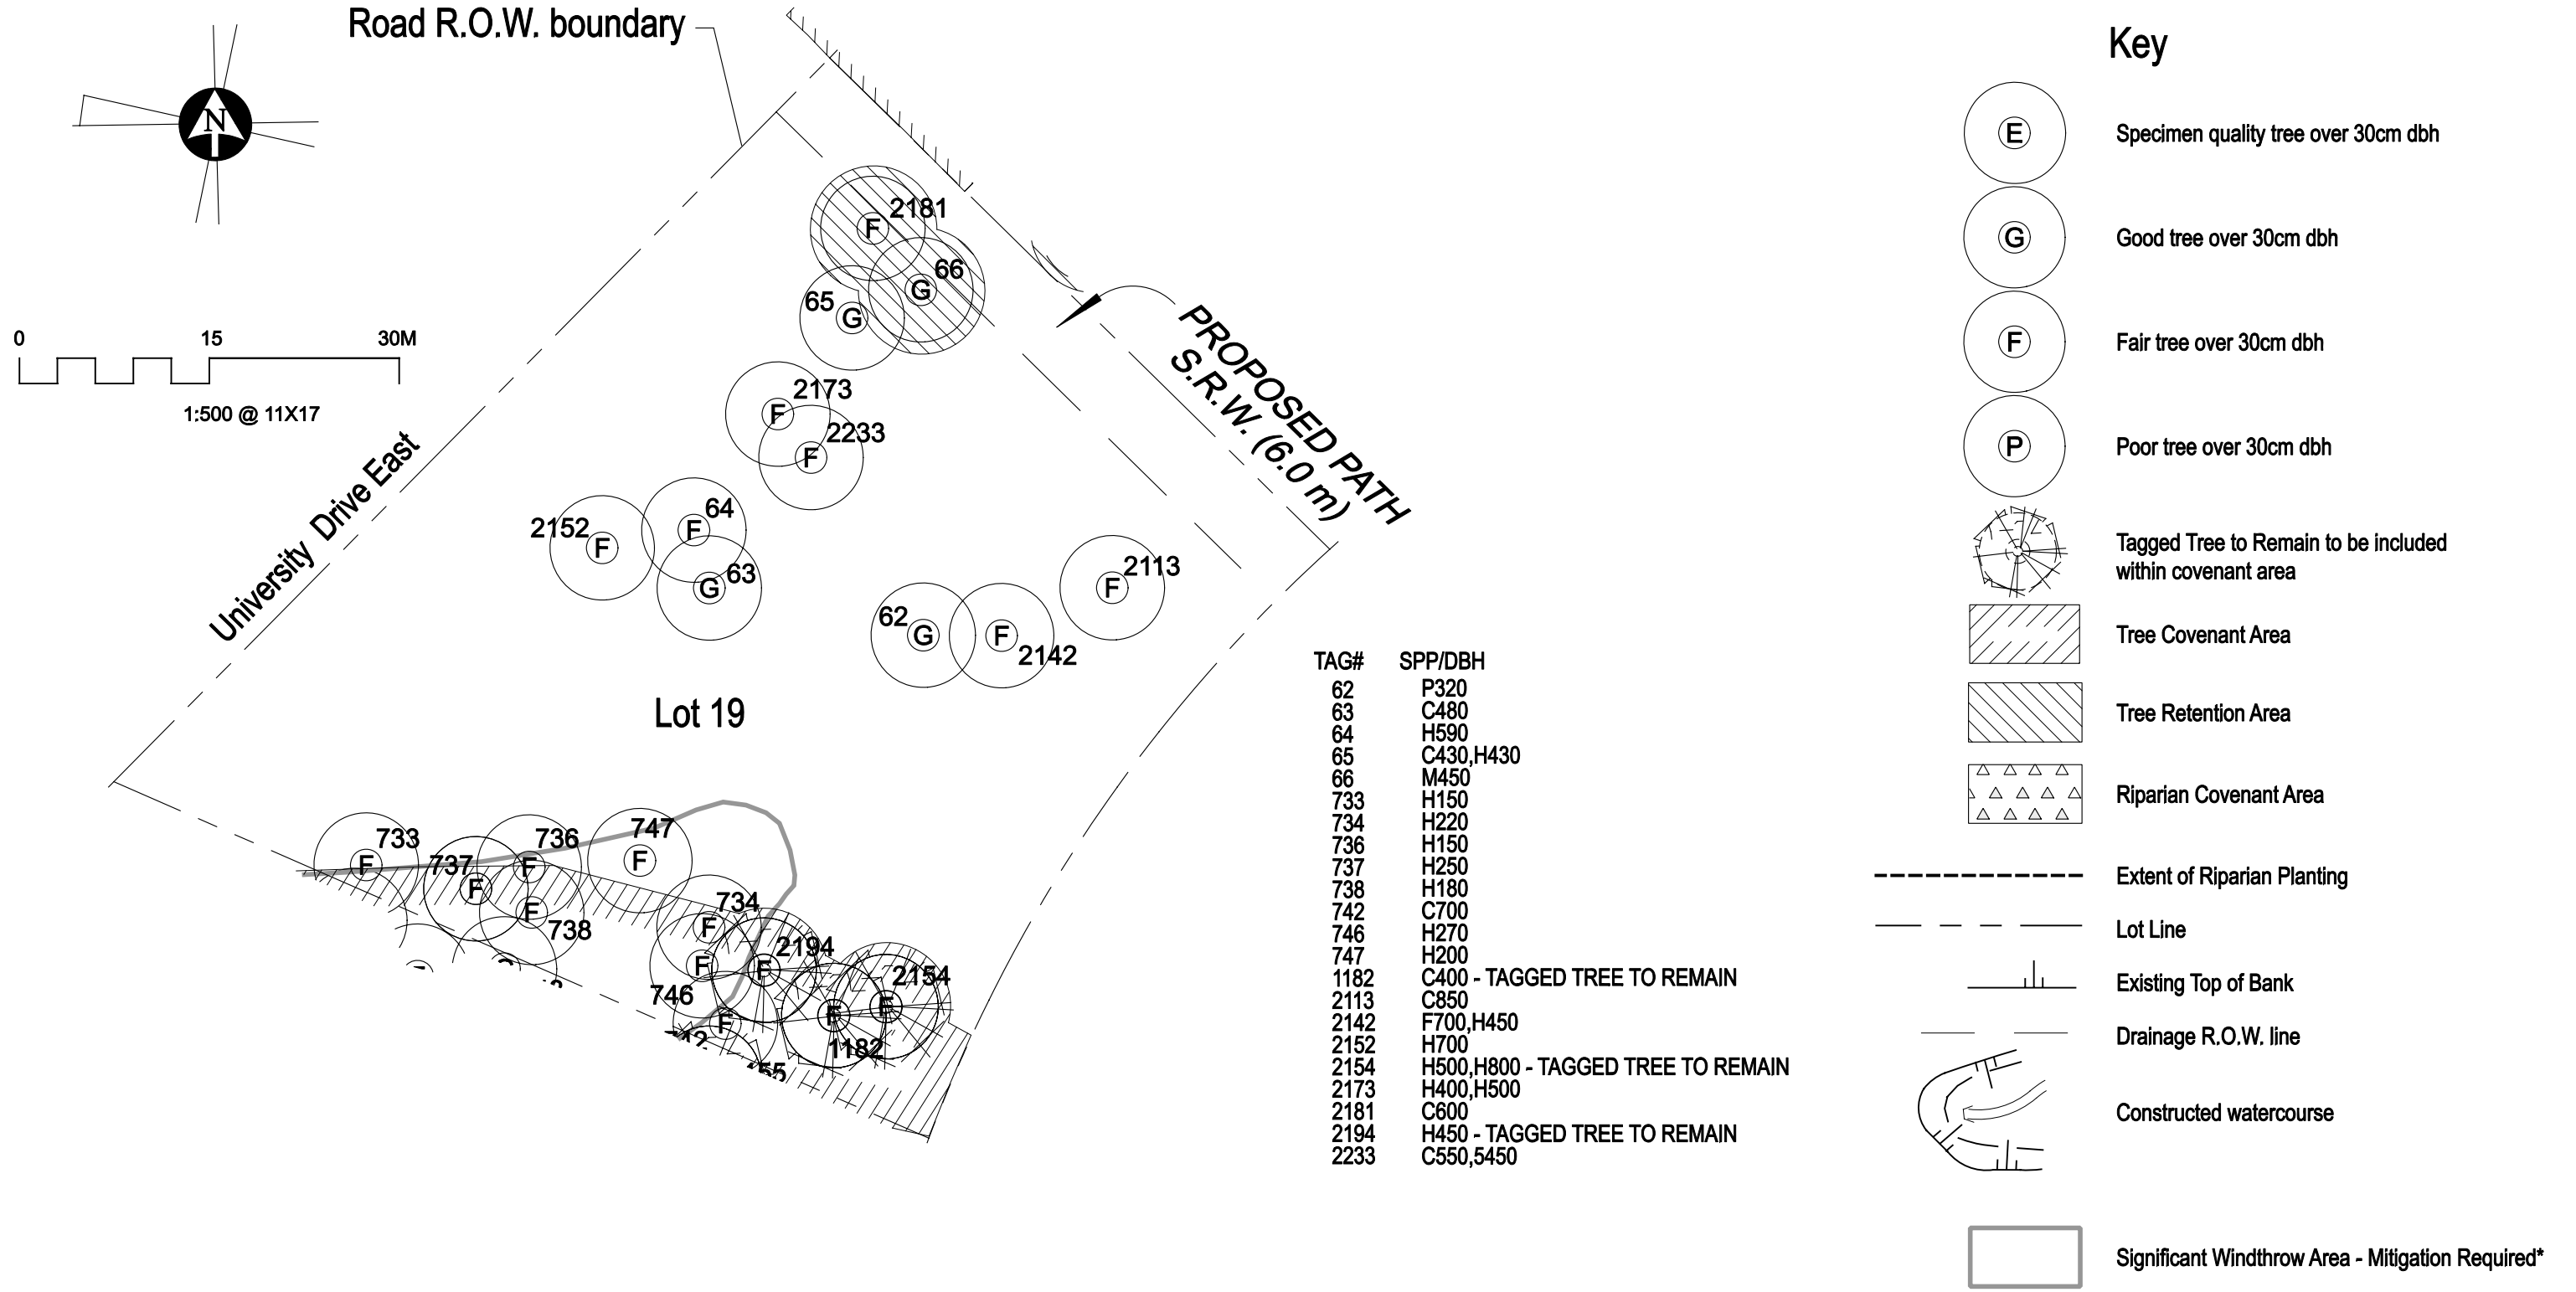 Road R.O.W. boundary
N
0 15 30M
1:500 @ 11X17
University Drive East
PROPOSED PATH
S.R.W. (6.0 m)
2181
F
66
G
65
G
2173
F
2233
F
2152
F
64
F
63
G
62
G
F
2142
2113
F
Lot 19
733
F
737
F
736
F
F
738
747
F
734
F
F
746
2194
F
F
2154
F
F
1182
TAG# SPP/DBH
62 P320
63 C480
64 H590
65 C430,H430
66 M450
733 H150
734 H220
736 H150
737 H250
738 H180
742 C700
746 H270
747 H200
1182 C400 - TAGGED TREE TO REMAIN
2113 C850
2142 F700,H450
2152 H700
2154 H500,H800 - TAGGED TREE TO REMAIN
2173 H400,H500
2181 C600
2194 H450 - TAGGED TREE TO REMAIN
2233 C550,5450
Key
E Specimen quality tree over 30cm dbh
G Good tree over 30cm dbh
F Fair tree over 30cm dbh
P Poor tree over 30cm dbh
Tagged Tree to Remain to be included
within covenant area
Tree Covenant Area
Tree Retention Area
Riparian Covenant Area
Extent of Riparian Planting
Lot Line
Existing Top of Bank
Drainage R.O.W. line
Constructed watercourse
Significant Windthrow Area - Mitigation Required*